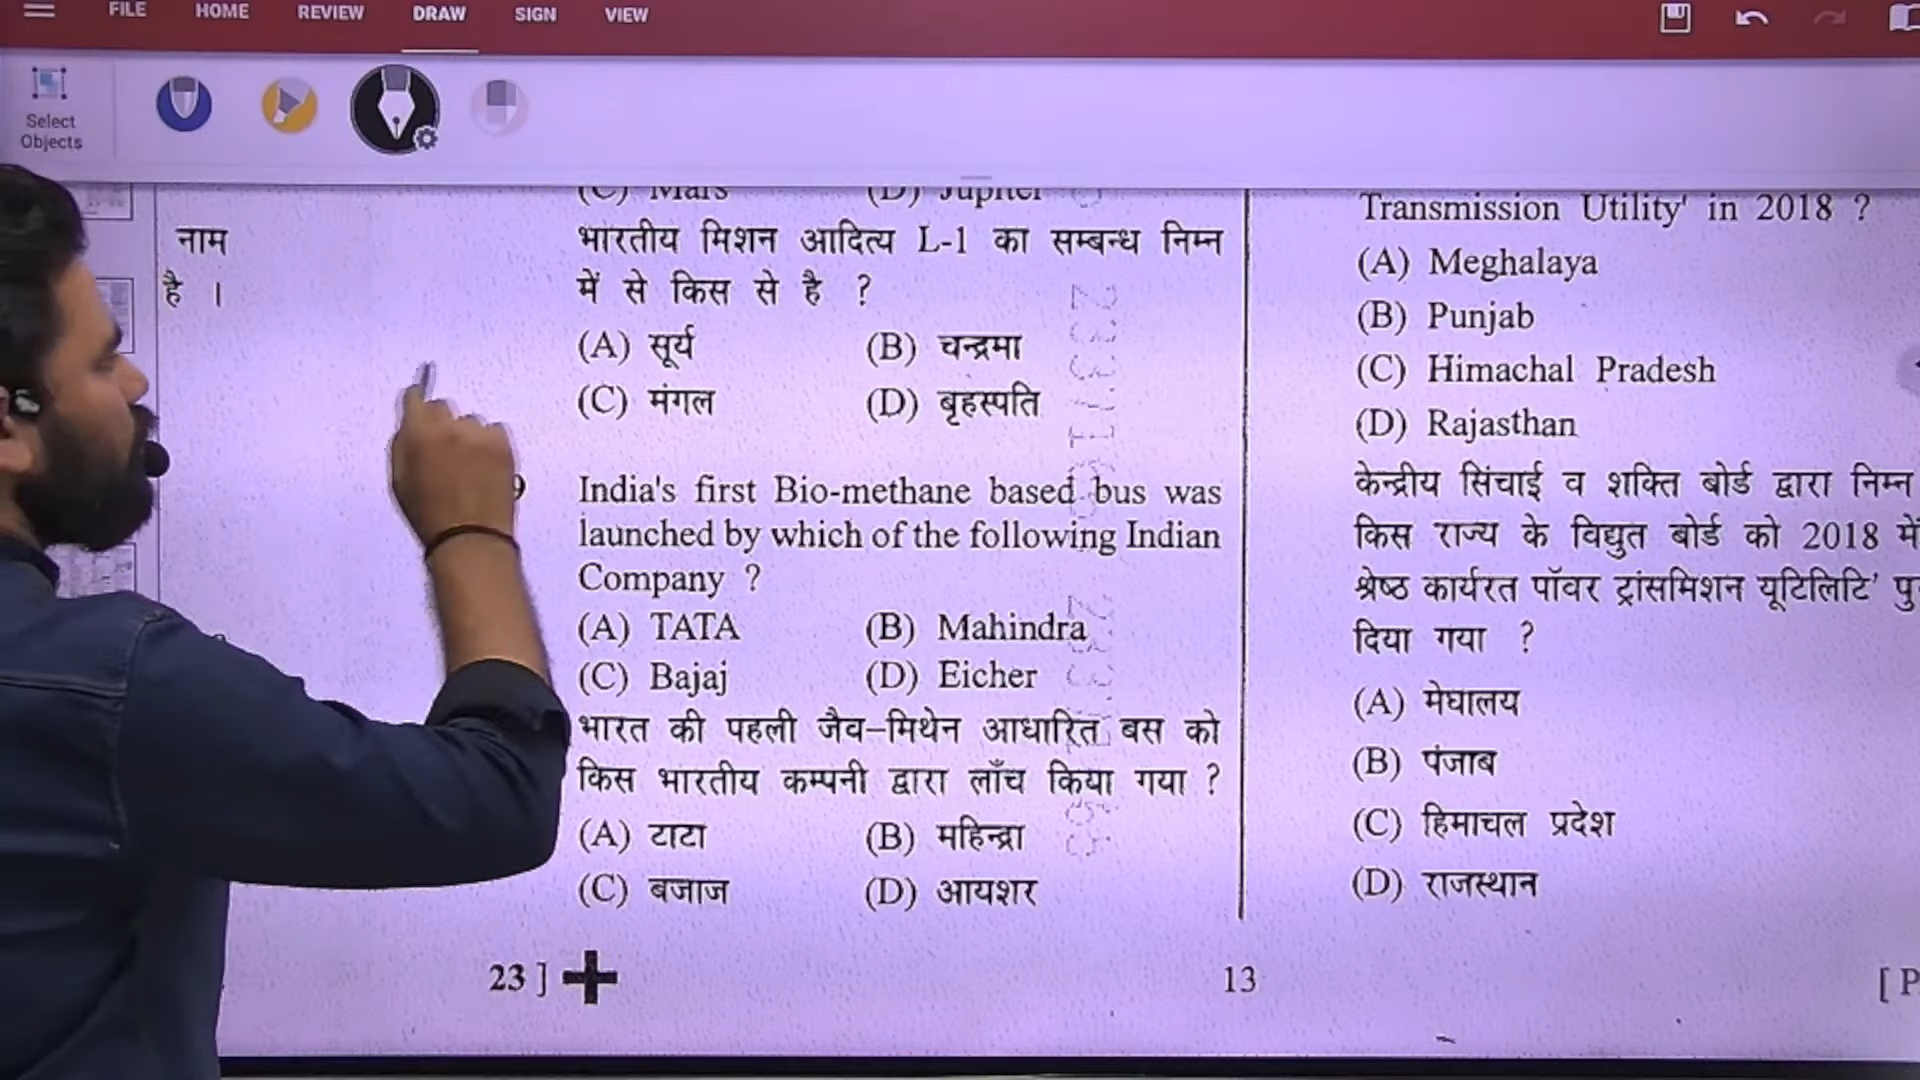 FILE
HOME
REVIEW
DRAW
SIGN
VIEW
Select
Objects
नाम
है ।
(C) Mars (D) Jupiter
भारतीय मिशन आदित्य L-1 का सम्बन्ध निम्न
में से किस से है ?
(A) सूर्य (B) चन्द्रमा
(C) मंगल (D) बृहस्पति
9 India's first Bio-methane based bus was
launched by which of the following Indian
Company ?
(A) TATA (B) Mahindra
(C) Bajaj (D) Eicher
भारत की पहली जैव-मिथेन आधारित बस को
किस भारतीय कम्पनी द्वारा लाँच किया गया ?
(A) टाटा (B) महिन्द्रा
(C) बजाज (D) आयशर
Transmission Utility' in 2018 ?
(A) Meghalaya
(B) Punjab
(C) Himachal Pradesh
(D) Rajasthan
केन्द्रीय सिंचाई व शक्ति बोर्ड द्वारा निम्न
किस राज्य के विद्युत बोर्ड को 2018 में
श्रेष्ठ कार्यरत पॉवर ट्रांसमिशन यूटिलिटि’ पु
दिया गया ?
(A) मेघालय
(B) पंजाब
(C) हिमाचल प्रदेश
(D) राजस्थान
23 ] 13 [ P